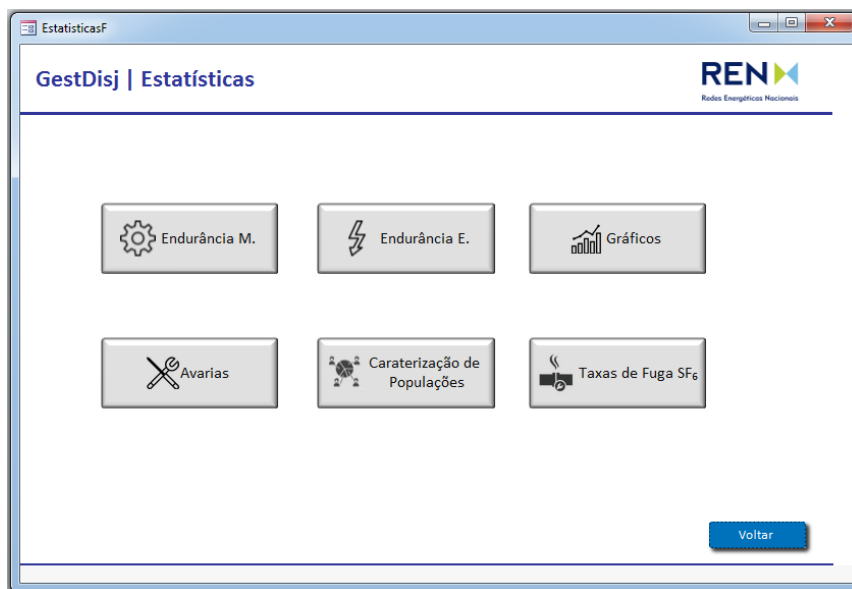 EstatisticasF
GestDisj | Estatísticas
REN
Redes Energéticas Nacionais
Endurância M.
Endurância E.
Gráficos
Avarias
Caraterização de
Populações
Taxas de Fuga SF₆
Voltar